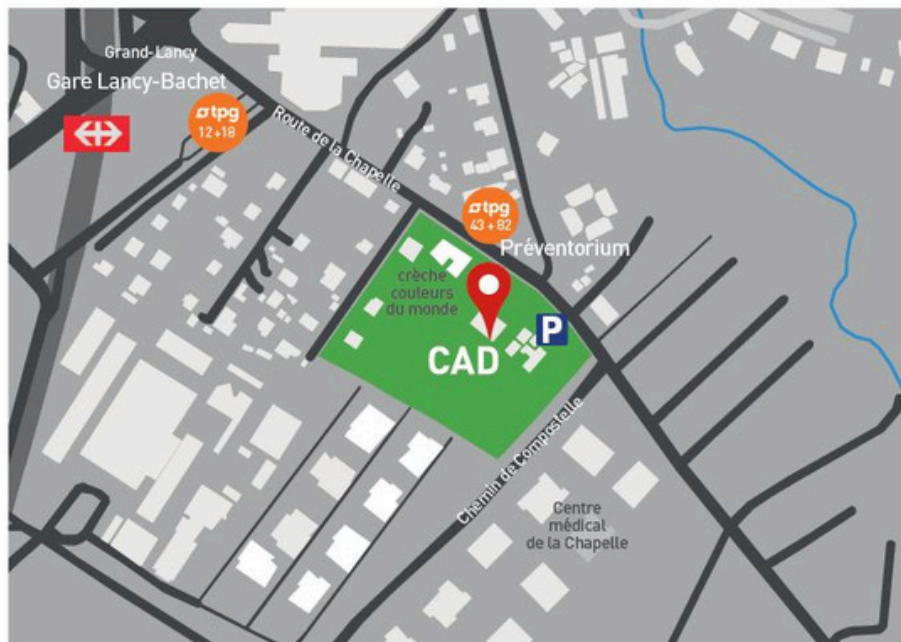 Grand-Lancy
Gare Lancy-Bachet
tpg
12+18
Route de la Chapelle
tpg
43+82
Préventorium
crèche
couleurs
du monde
P
CAD
Chemin de Compostelle
Centre
médical
de la Chapelle